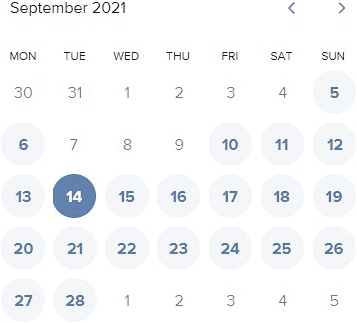 September 2021
MON TUE WED THU FRI SAT SUN
30 31 1 2 3 4 5
6 7 8 9 10 11 12
13 14 15 16 17 18 19
20 21 22 23 24 25 26
27 28 1 2 3 4 5